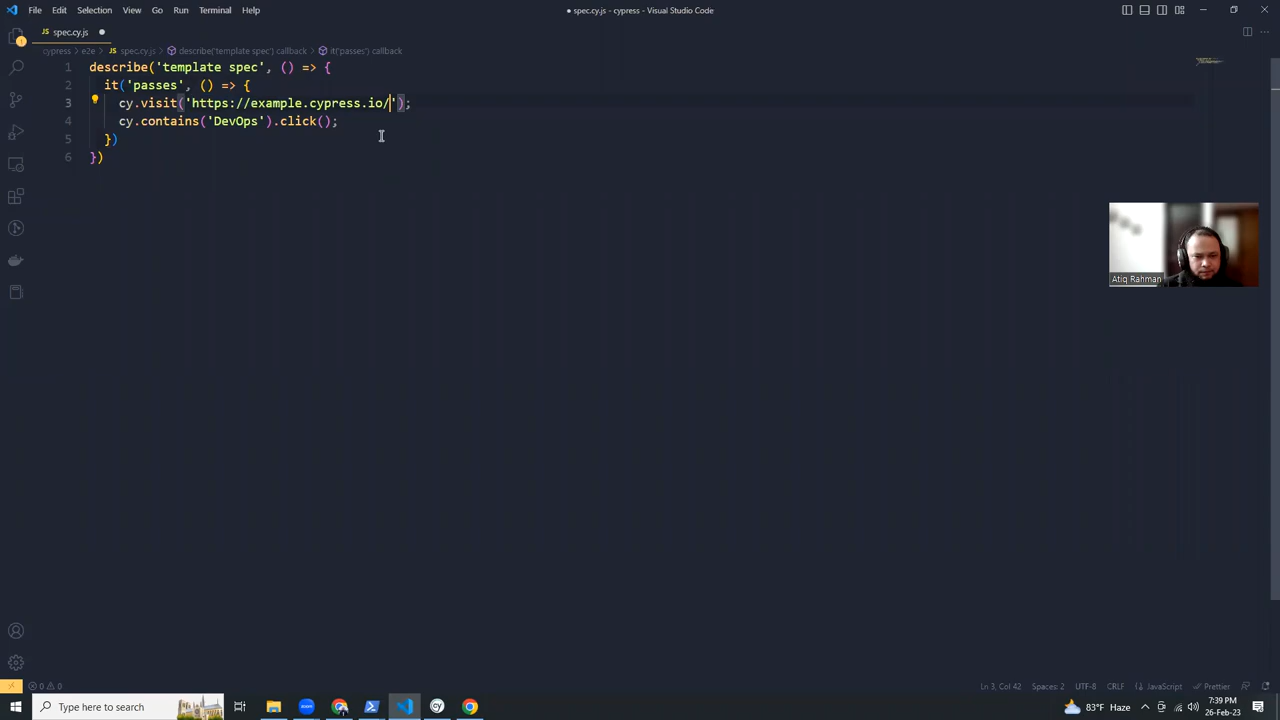 File Edit Selection View Go Run Terminal Help
● spec.cy.js - cypress - Visual Studio Code
spec.cy.js ●
cypress > e2e > spec.cy.js > describe('template spec') callback > it('passes') callback
1 describe('template spec', () => {
2 it('passes', () => {
3 cy.visit('https://example.cypress.io/');
4 cy.contains('DevOps').click();
5 })
6 })
Atiq Rahman
0 0
Ln 3, Col 42 Spaces: 2 UTF-8 CRLF JavaScript Prettier
Type here to search
zoom
cy
83°F Haze
7:39 PM
26-Feb-23